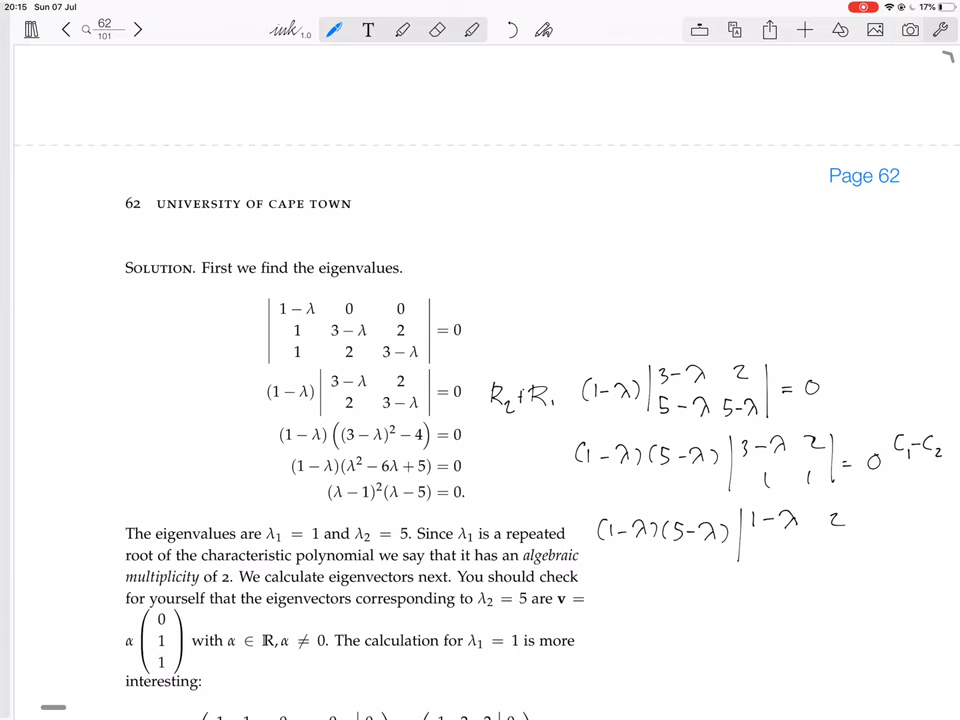 20:15 Sun 07 Jul
17%
62
101
ink 1.0
T
Page 62
62 UNIVERSITY OF CAPE TOWN
SOLUTION. First we find the eigenvalues.
| 1 − λ 0 0 |
| 1 3 − λ 2 | = 0
| 1 2 3 − λ |
(1 − λ) | 3 − λ 2 |
| 2 3 − λ | = 0
(1 − λ)((3 − λ)² − 4) = 0
(1 − λ)(λ² − 6λ + 5) = 0
(λ − 1)²(λ − 5) = 0.
R₂+R₁ (1−λ) | 3−λ 2 |
| 5−λ 5−λ | = 0
(1−λ)(5−λ) | 3−λ 2 |
| 1 1 | = 0 C₁−C₂
(1−λ)(5−λ) | 1−λ 2
The eigenvalues are λ₁ = 1 and λ₂ = 5. Since λ₁ is a repeated
root of the characteristic polynomial we say that it has an algebraic
multiplicity of 2. We calculate eigenvectors next. You should check
for yourself that the eigenvectors corresponding to λ₂ = 5 are v =
α ( 0 1 1 ) with α ∈ ℝ, α ≠ 0. The calculation for λ₁ = 1 is more
interesting: